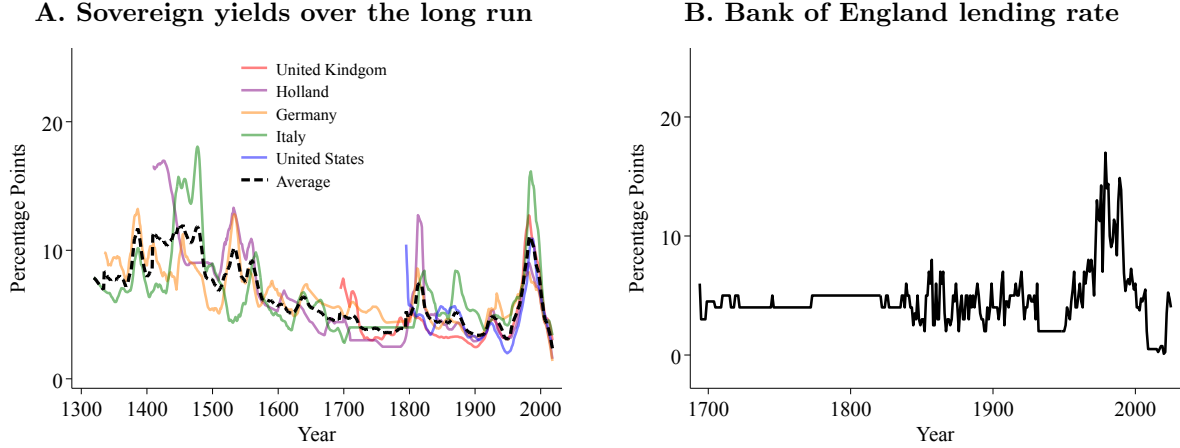 A. Sovereign yields over the long run
Percentage Points
20
10
0
United Kindgom
Holland
Germany
Italy
United States
Average
1300 1400 1500 1600 1700 1800 1900 2000
Year
B. Bank of England lending rate
Percentage Points
20
10
0
1700 1800 1900 2000
Year